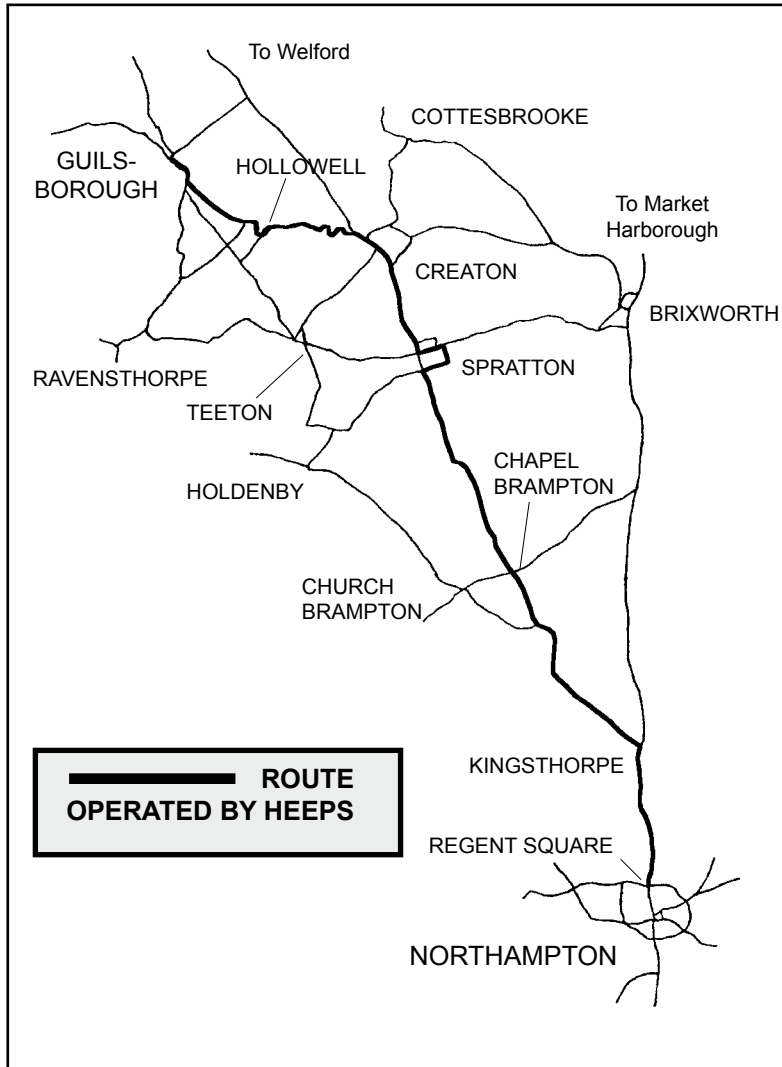 To Welford
COTTESBROOKE
GUILS-
BOROUGH
HOLLOWELL
To Market
Harborough
CREATON
BRIXWORTH
RAVENSTHORPE
SPRATTON
TEETON
CHAPEL
BRAMPTON
HOLDENBY
CHURCH
BRAMPTON
KINGSTHORPE
ROUTE
OPERATED BY HEEPS
REGENT SQUARE
NORTHAMPTON